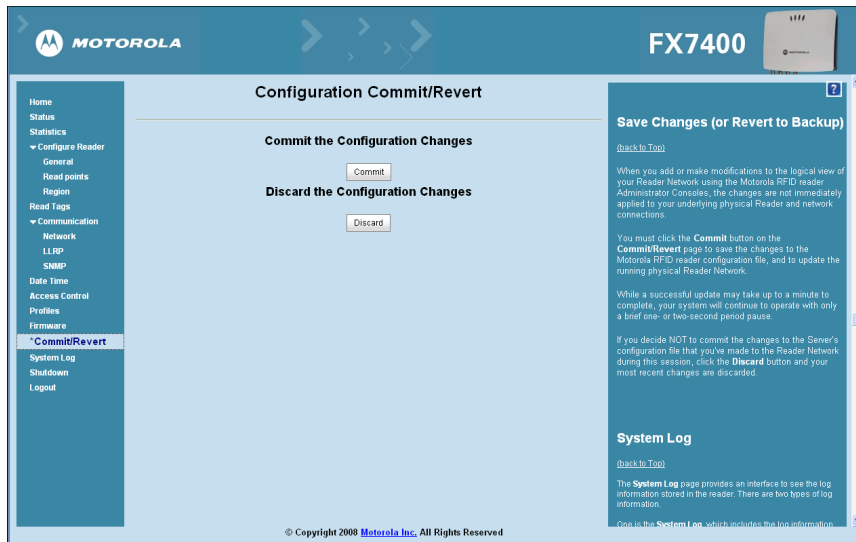 MOTOROLA
FX7400
Home
Status
Statistics
Configure Reader
General
Read points
Region
Read Tags
Communication
Network
LLRP
SNMP
Date Time
Access Control
Profiles
Firmware
*Commit/Revert
System Log
Shutdown
Logout
Configuration Commit/Revert
Commit the Configuration Changes
Commit
Discard the Configuration Changes
Discard
© Copyright 2008 Motorola Inc. All Rights Reserved
?
Save Changes (or Revert to Backup)
(back to Top)
When you add or make modifications to the logical view of
your Reader Network using the Motorola RFID reader
Administrator Consoles, the changes are not immediately
applied to your underlying physical Reader and network
connections.
You must click the Commit button on the
Commit/Revert page to save the changes to the
Motorola RFID reader configuration file, and to update the
running physical Reader Network.
While a successful update may take up to a minute to
complete, your system will continue to operate with only
a brief one- or two-second period pause.
If you decide NOT to commit the changes to the Server's
configuration file that you've made to the Reader Network
during this session, click the Discard button and your
most recent changes are discarded.
System Log
(back to Top)
The System Log page provides an interface to see the log
information stored in the reader. There are two types of log
information.
One is the System Log, which includes the log information